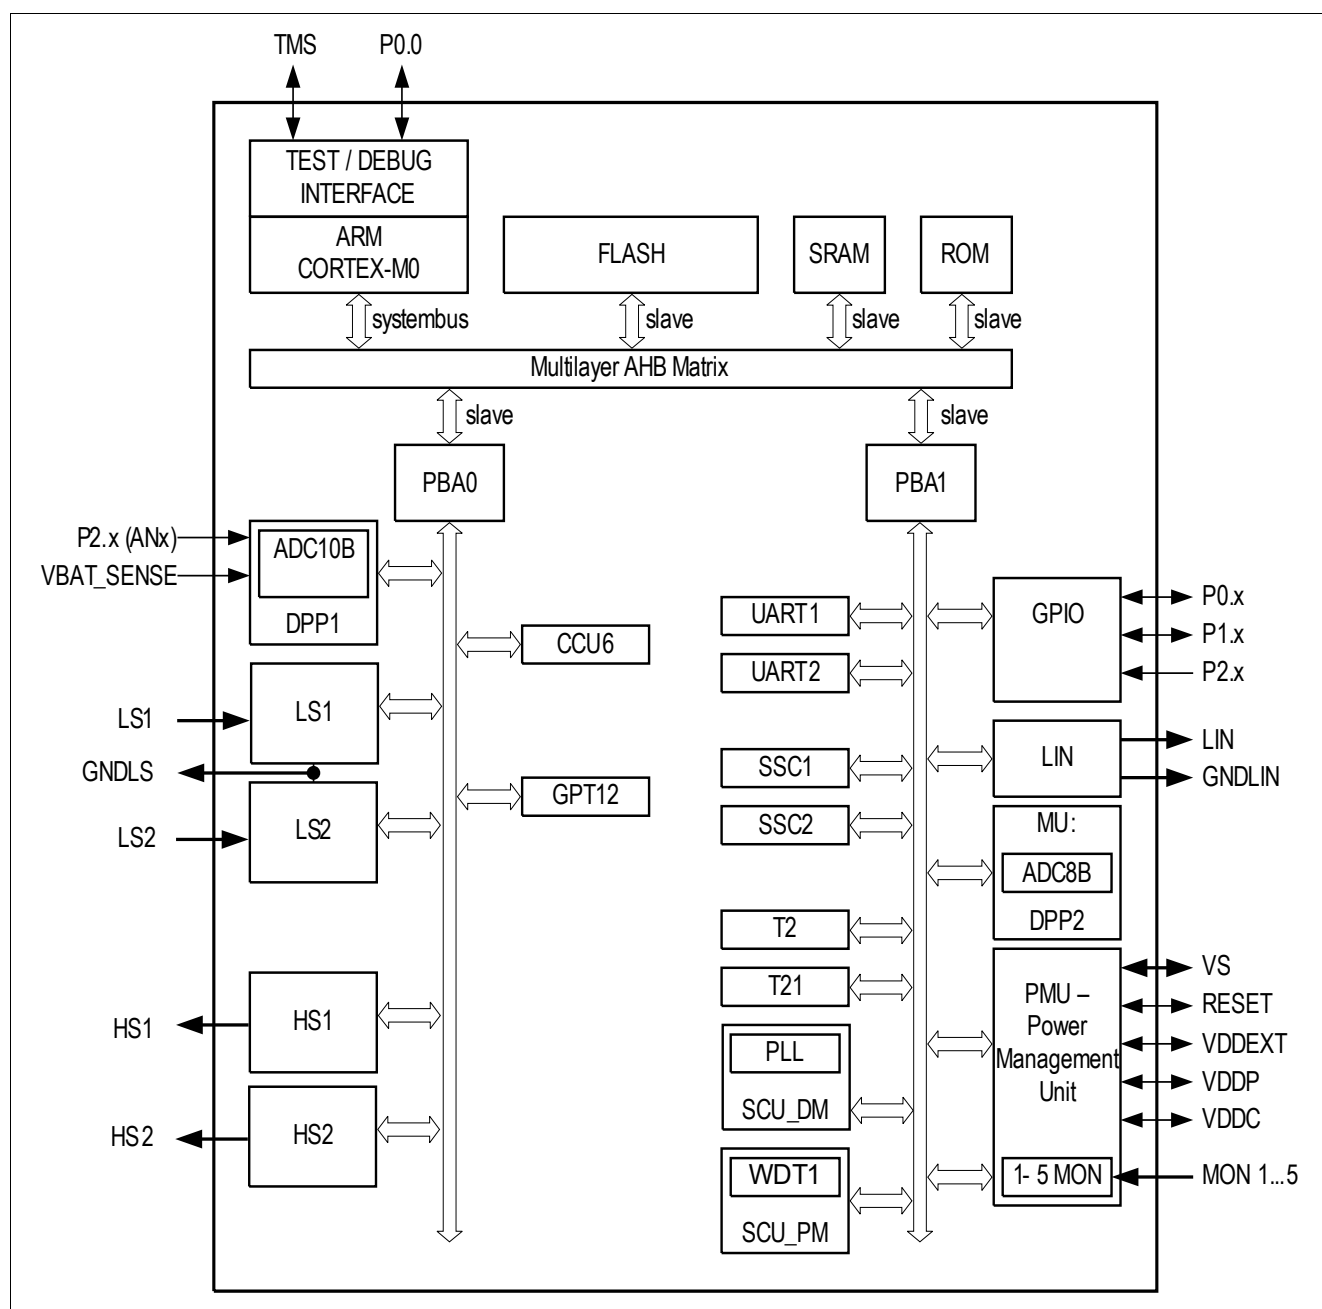 TMS
P0.0
TEST / DEBUG
INTERFACE
ARM
CORTEX-M0
FLASH
SRAM
ROM
systembus
slave
slave
slave
Multilayer AHB Matrix
slave
slave
PBA0
PBA1
P2.x (ANx)
VBAT_SENSE
ADC10B
DPP1
CCU6
LS1
LS1
GNDLS
GPT12
LS2
LS2
HS1
HS1
HS2
HS2
UART1
UART2
SSC1
SSC2
T2
T21
PLL
SCU_DM
WDT1
SCU_PM
GPIO
P0.x
P1.x
P2.x
LIN
LIN
GNDLIN
MU:
ADC8B
DPP2
PMU –
Power
Management
Unit
VS
RESET
VDDEXT
VDDP
VDDC
1- 5 MON
MON 1...5